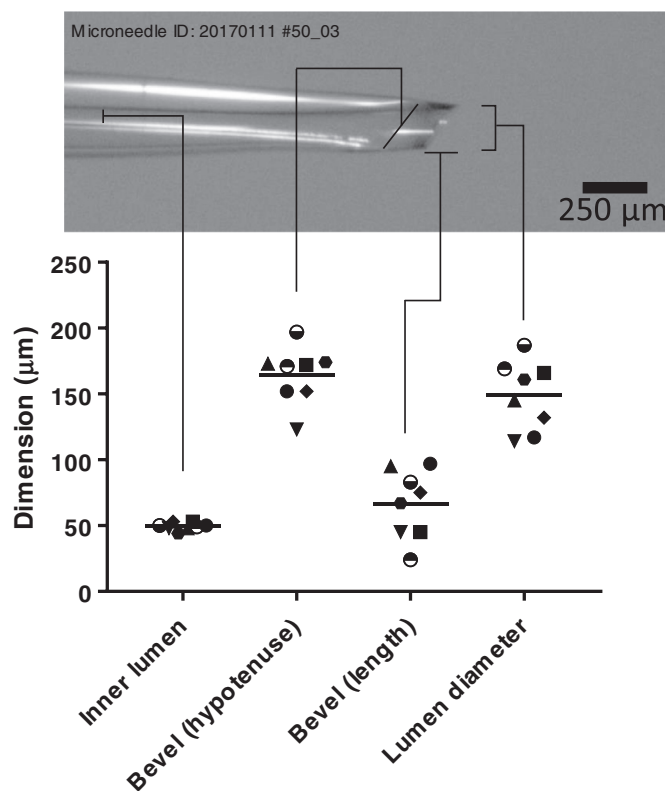 Microneedle ID: 20170111 #50_03
250 μm
250
200
150
100
50
0
Dimension (μm)
Inner lumen
Bevel (hypotenuse)
Bevel (length)
Lumen diameter